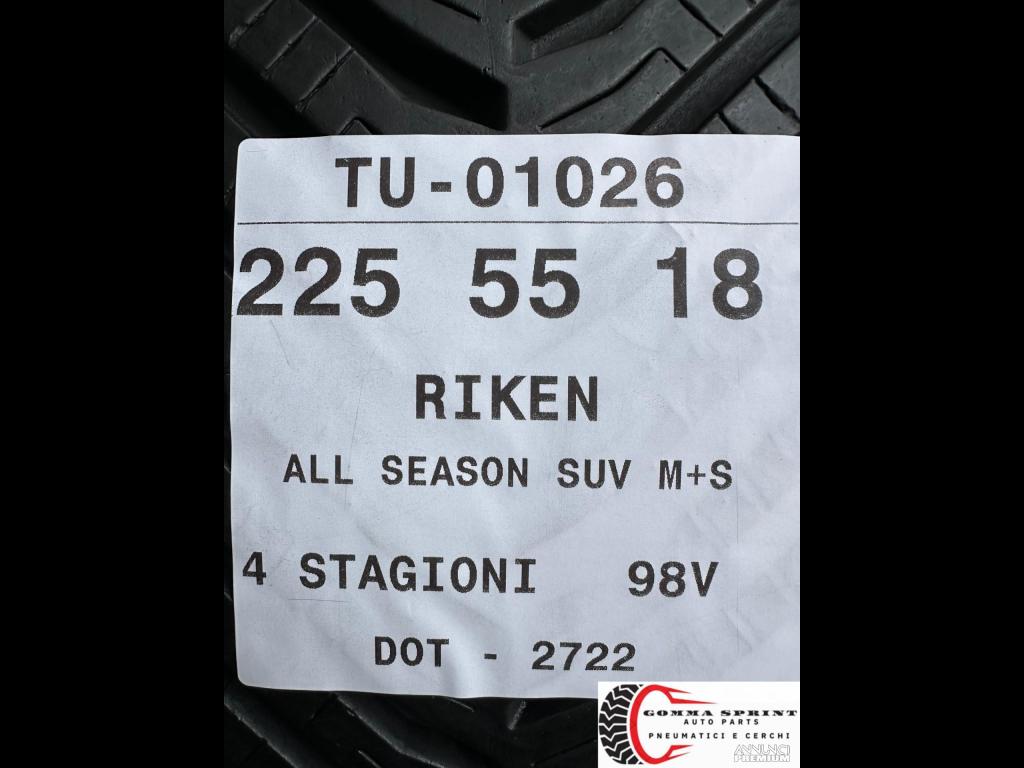 TU-01026
225 55 18
RIKEN
ALL SEASON SUV M+S
4 STAGIONI 98V
DOT - 2722
GOMMA SPRINT
AUTO PARTS
PNEUMATICI E CERCHI
ANNUNCI
PREMIUM